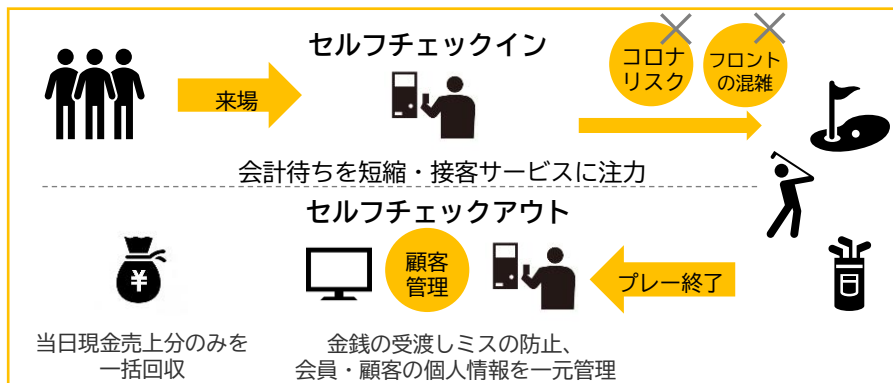 セルフチェックイン
来場
コロナ
リスク
フロント
の混雑
会計待ちを短縮・接客サービスに注力
セルフチェックアウト
顧客
管理
プレー終了
¥
当日現金売上分のみを
一括回収
金銭の受渡しミスの防止、
会員・顧客の個人情報を一元管理